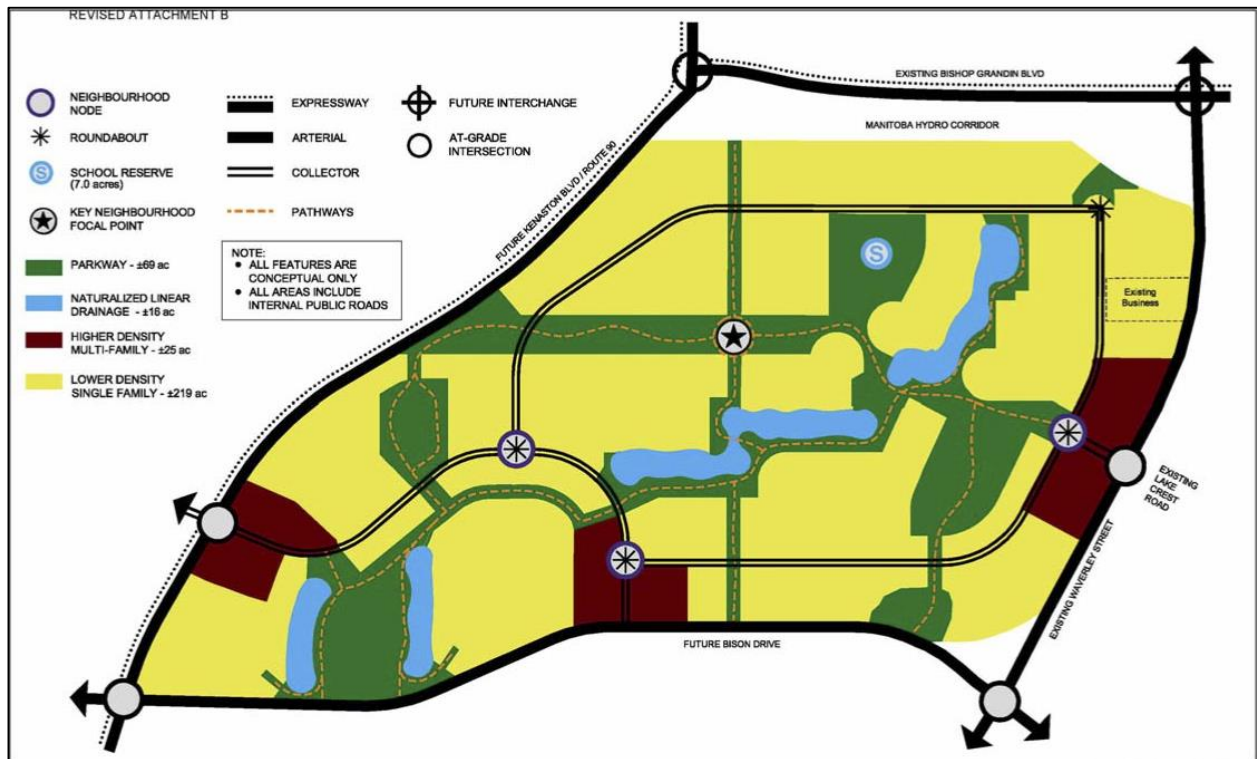 REVISED ATTACHMENT B
NEIGHBOURHOOD
NODE
ROUNDABOUT
S
SCHOOL RESERVE
(7.0 acres)
KEY NEIGHBOURHOOD
FOCAL POINT
PARKWAY - ±69 ac
NATURALIZED LINEAR
DRAINAGE - ±16 ac
HIGHER DENSITY
MULTI-FAMILY - ±25 ac
LOWER DENSITY
SINGLE FAMILY - ±219 ac
EXPRESSWAY
ARTERIAL
COLLECTOR
PATHWAYS
NOTE:
• ALL FEATURES ARE
CONCEPTUAL ONLY
• ALL AREAS INCLUDE
INTERNAL PUBLIC ROADS
FUTURE INTERCHANGE
AT-GRADE
INTERSECTION
EXISTING BISHOP GRANDIN BLVD
MANITOBA HYDRO CORRIDOR
FUTURE KENASTON BLVD / ROUTE 90
S
Existing
Business
EXISTING
LAKE
CREST
ROAD
EXISTING WAVERLEY STREET
FUTURE BISON DRIVE